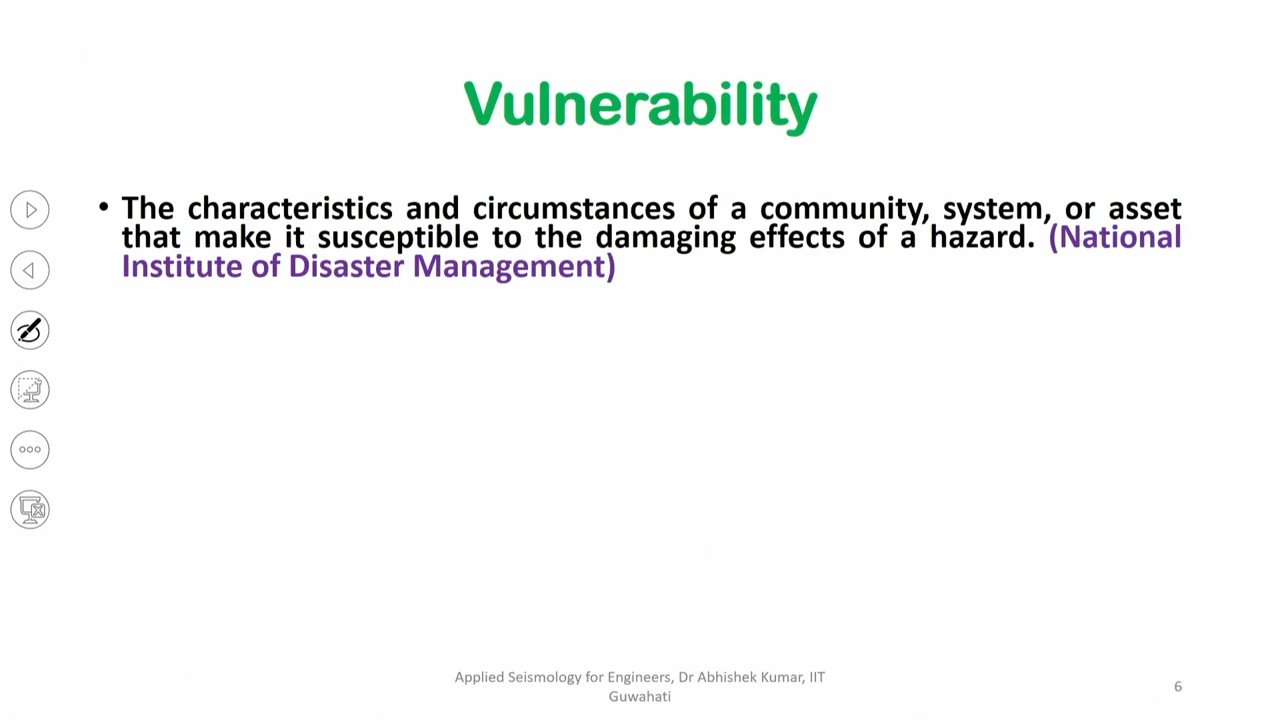 Vulnerability
• The characteristics and circumstances of a community, system, or asset
that make it susceptible to the damaging effects of a hazard. (National
Institute of Disaster Management)
Applied Seismology for Engineers, Dr Abhishek Kumar, IIT
Guwahati
6